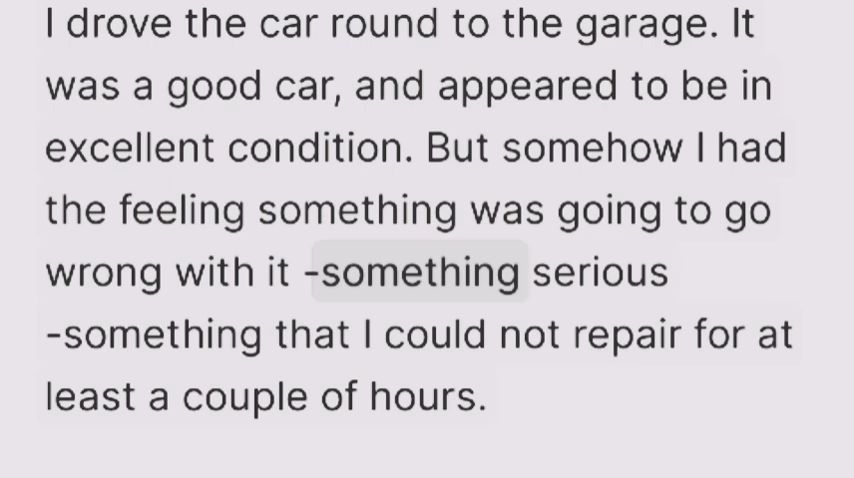 I drove the car round to the garage. It
was a good car, and appeared to be in
excellent condition. But somehow I had
the feeling something was going to go
wrong with it -something serious
-something that I could not repair for at
least a couple of hours.